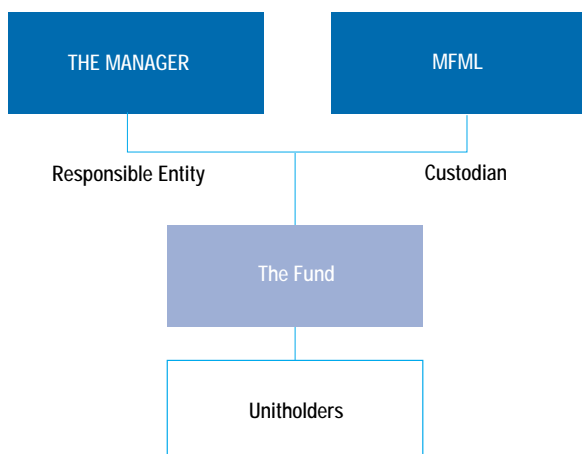 THE MANAGER
MFML
Responsible Entity
Custodian
The Fund
Unitholders